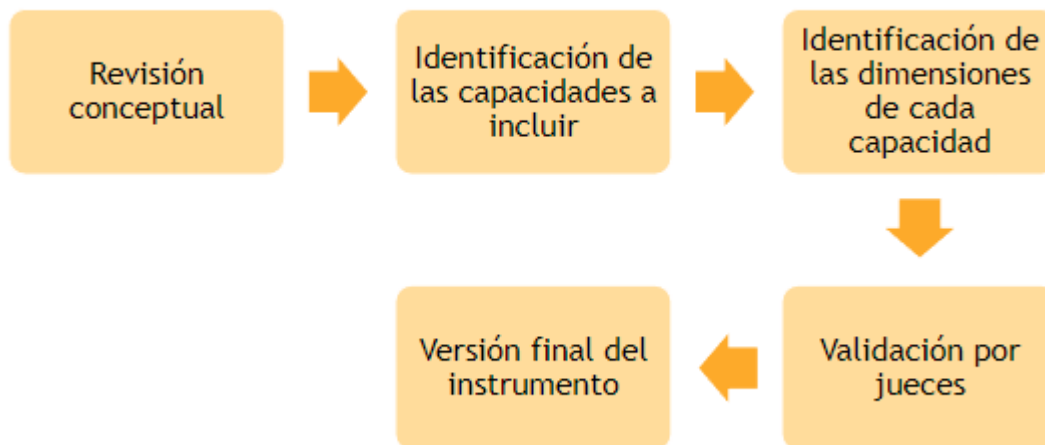 Revisión
conceptual
Identificación de
las capacidades a
incluir
Identificación de
las dimensiones
de cada
capacidad
Validación por
jueces
Versión final del
instrumento